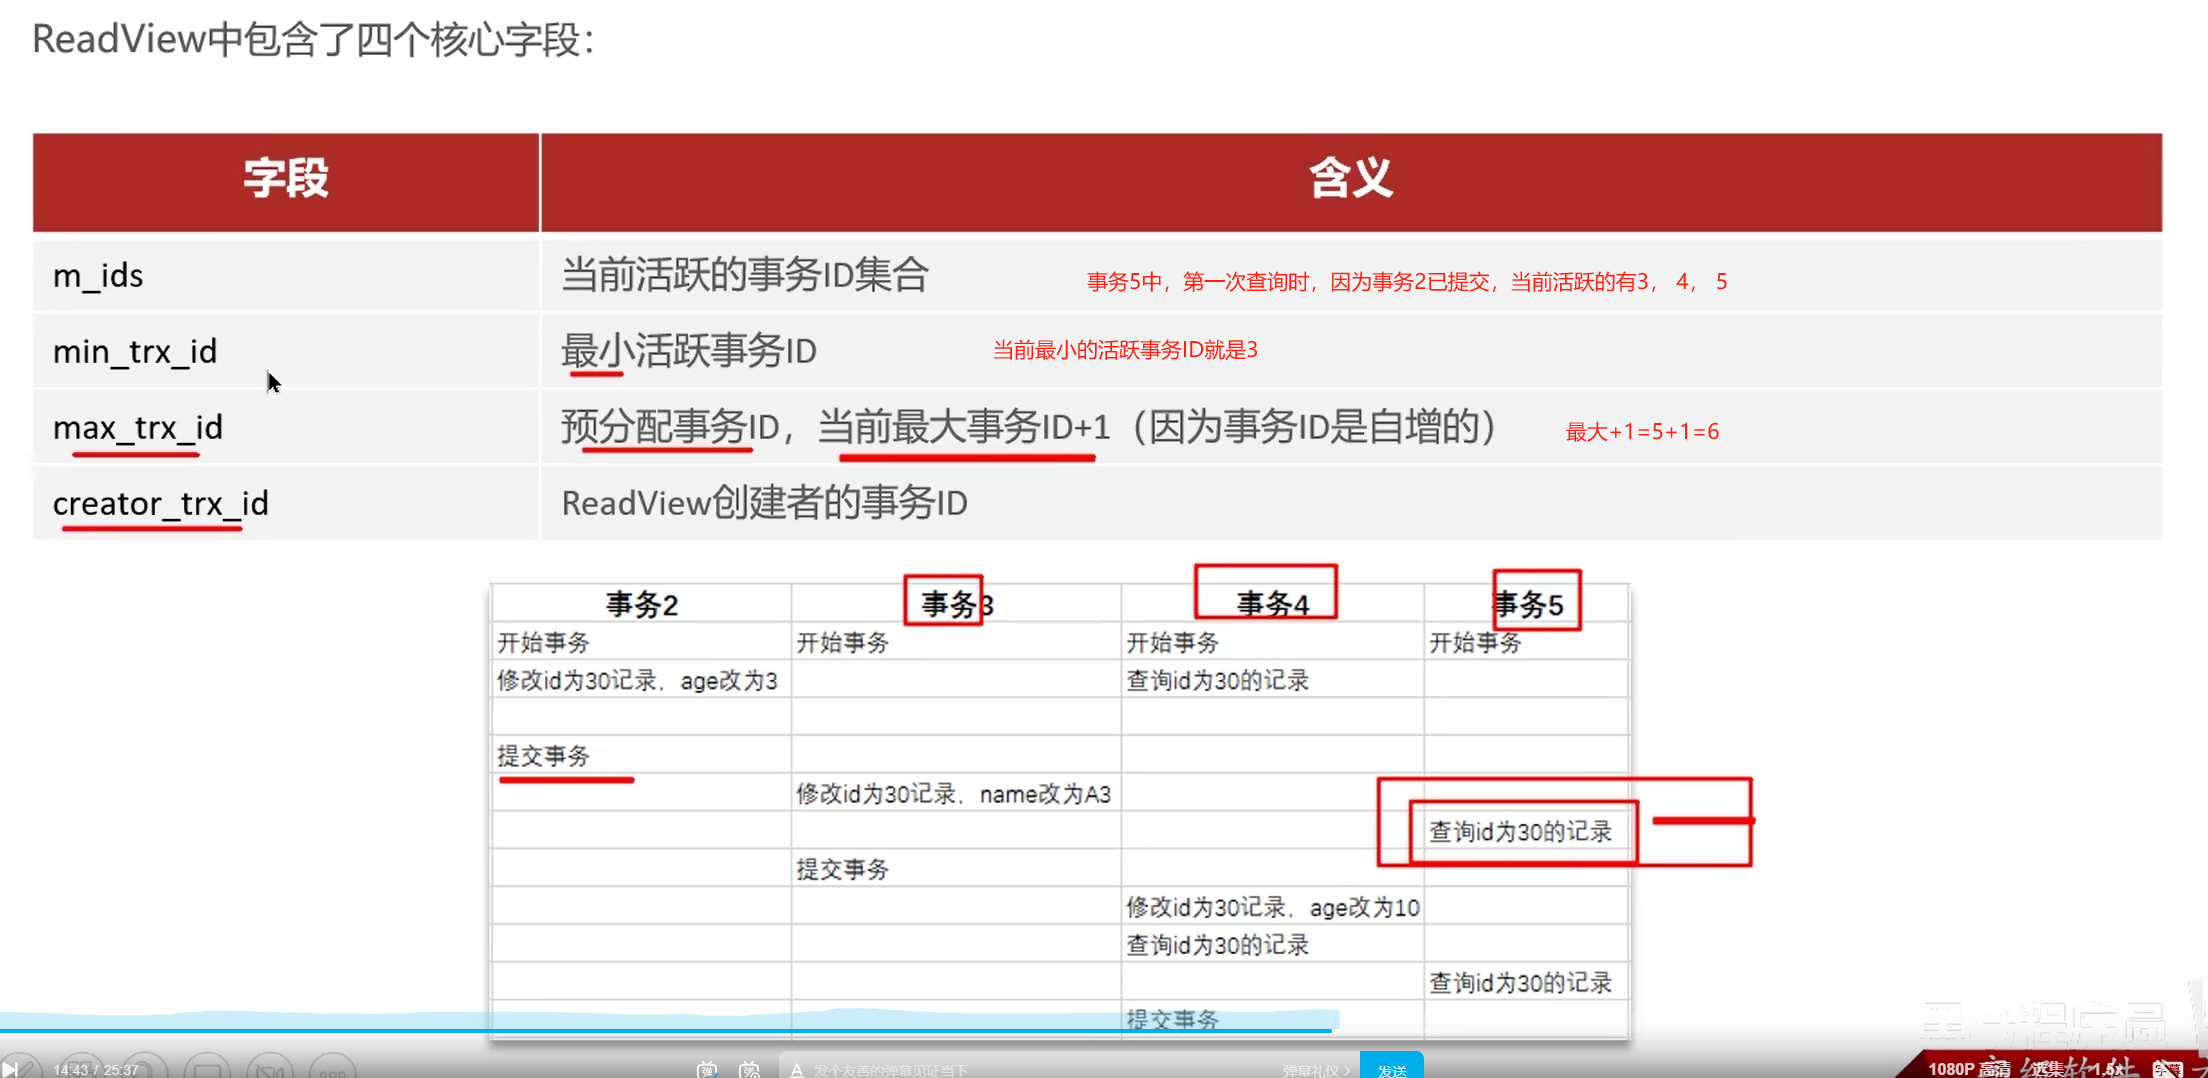 ReadView中包含了四个核心字段：
字段 含义
m_ids 当前活跃的事务ID集合 事务5中，第一次查询时，因为事务2已提交，当前活跃的有3， 4， 5
min_trx_id 最小活跃事务ID 当前最小的活跃事务ID就是3
max_trx_id 预分配事务ID，当前最大事务ID+1（因为事务ID是自增的） 最大+1=5+1=6
creator_trx_id ReadView创建者的事务ID
事务2 事务3 事务4 事务5
开始事务 开始事务 开始事务 开始事务
修改id为30记录，age改为3 查询id为30的记录
提交事务
修改id为30记录，name改为A3
查询id为30的记录
提交事务
修改id为30记录，age改为10
查询id为30的记录
查询id为30的记录
提交事务
14:43 / 25:37 弹 弹 A 发个友善的弹幕见证当下 弹幕礼仪 > 发送 1080P 高清 选集 1.5x 字幕